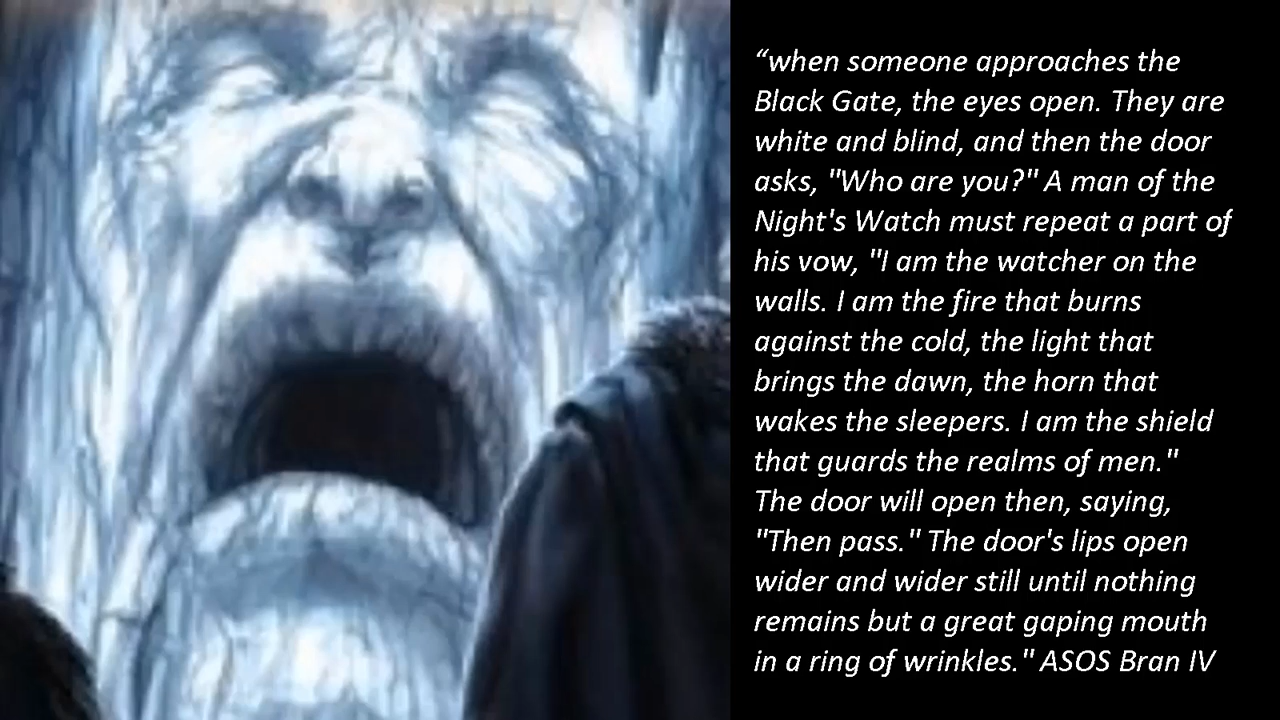 “when someone approaches the
Black Gate, the eyes open. They are
white and blind, and then the door
asks, "Who are you?" A man of the
Night's Watch must repeat a part of
his vow, "I am the watcher on the
walls. I am the fire that burns
against the cold, the light that
brings the dawn, the horn that
wakes the sleepers. I am the shield
that guards the realms of men."
The door will open then, saying,
"Then pass." The door's lips open
wider and wider still until nothing
remains but a great gaping mouth
in a ring of wrinkles." ASOS Bran IV